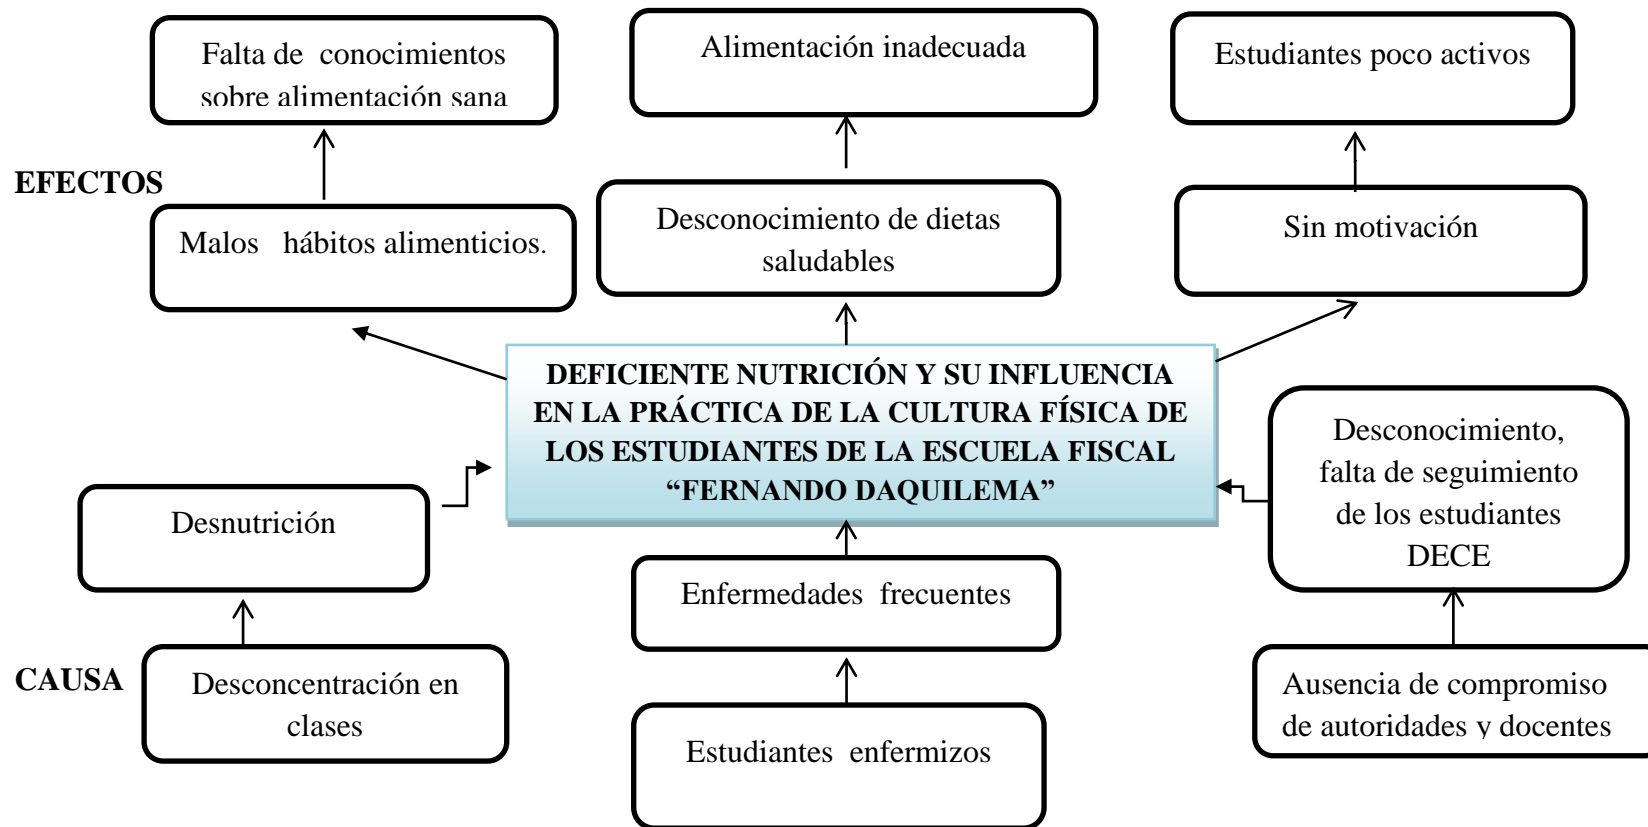 Falta de conocimientos
sobre alimentación sana
Alimentación inadecuada
Estudiantes poco activos
EFECTOS
Malos hábitos alimenticios.
Desconocimiento de dietas
saludables
Sin motivación
DEFICIENTE NUTRICIÓN Y SU INFLUENCIA
EN LA PRÁCTICA DE LA CULTURA FÍSICA DE
LOS ESTUDIANTES DE LA ESCUELA FISCAL
“FERNANDO DAQUILEMA”
Desnutrición
Enfermedades frecuentes
Desconocimiento,
falta de seguimiento
de los estudiantes
DECE
CAUSA
Desconcentración en
clases
Estudiantes enfermizos
Ausencia de compromiso
de autoridades y docentes